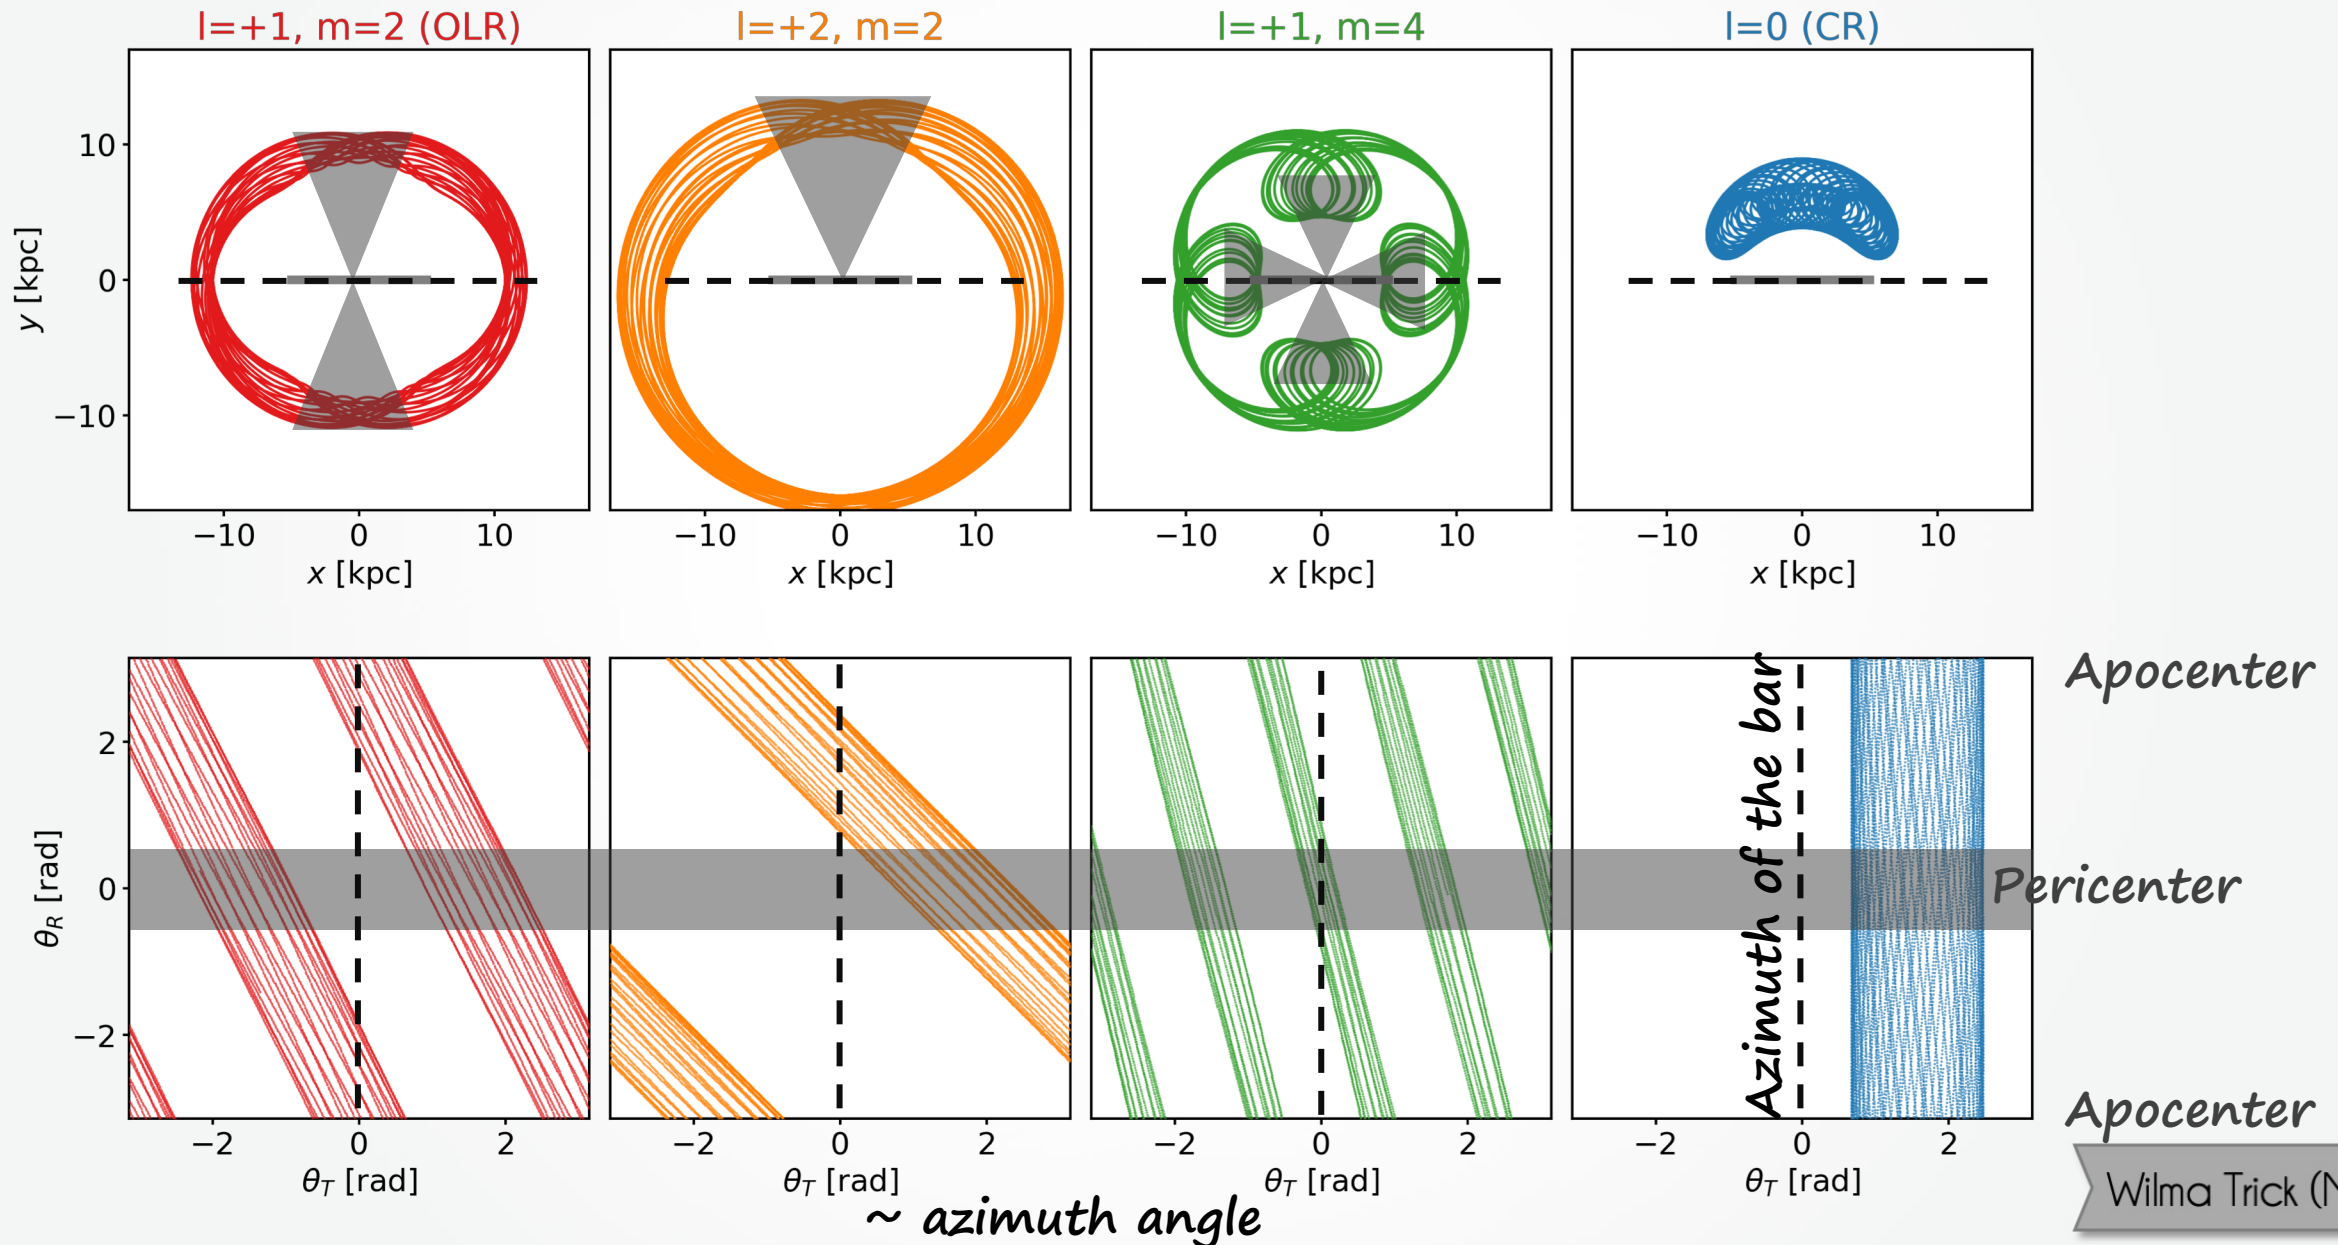 l=+1, m=2 (OLR)
l=+2, m=2
l=+1, m=4
l=0 (CR)
y [kpc]
10
0
−10
−10 0 10
−10 0 10
−10 0 10
−10 0 10
x [kpc]
x [kpc]
x [kpc]
x [kpc]
θR [rad]
2
0
−2
Azimuth of the bar
Apocenter
Pericenter
Apocenter
−2 0 2
−2 0 2
−2 0 2
−2 0 2
θT [rad]
θT [rad]
θT [rad]
θT [rad]
~ azimuth angle
Wilma Trick (